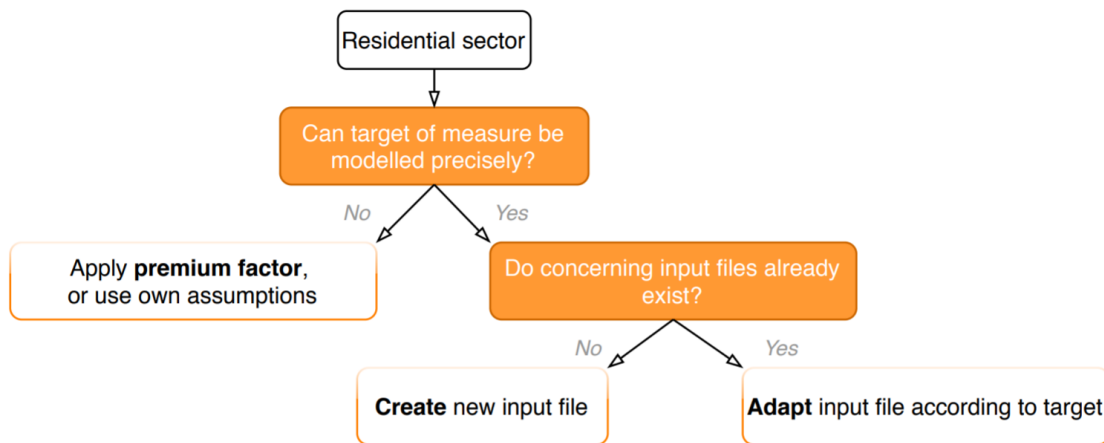 Residential sector
Can target of measure be
modelled precisely?
No
Yes
Apply premium factor,
or use own assumptions
Do concerning input files already
exist?
No
Yes
Create new input file
Adapt input file according to target